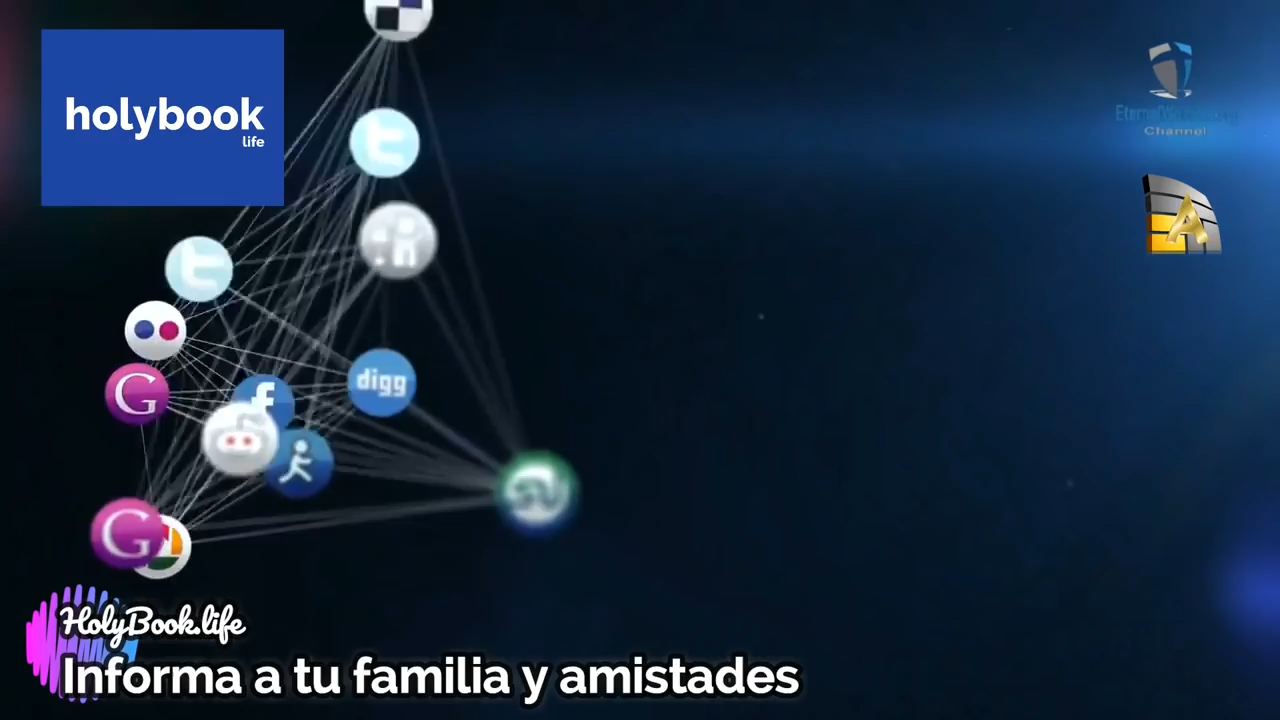 holybook
life
Channel
A
t
t
G
f
digg
G
HolyBook.life
Informa a tu familia y amistades